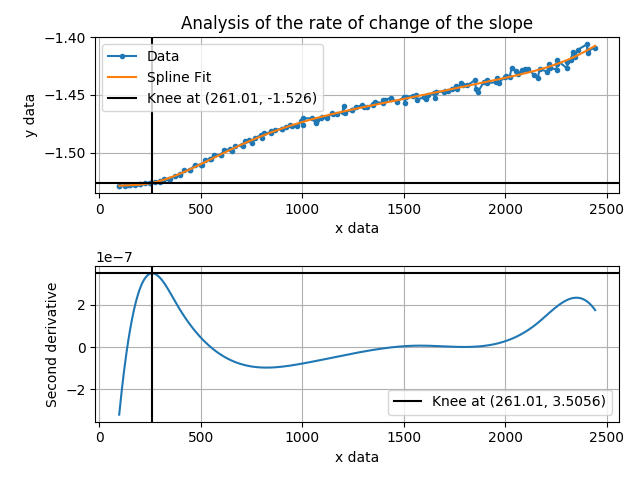 Analysis of the rate of change of the slope
−1.40
−1.45
−1.50
y data
Data
Spline Fit
Knee at (261.01, -1.526)
0
500
1000
1500
2000
2500
x data
1e−7
2
0
−2
Second derivative
Knee at (261.01, 3.5056)
0
500
1000
1500
2000
2500
x data